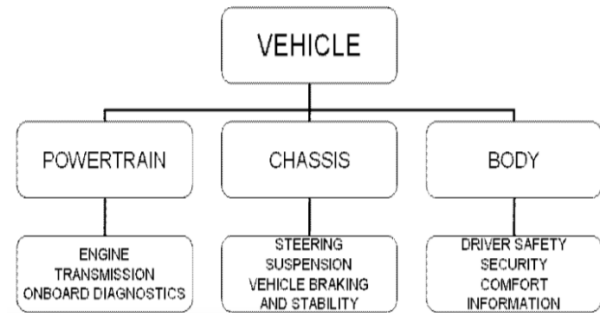 VEHICLE
POWERTRAIN
CHASSIS
BODY
ENGINE
TRANSMISSION
ONBOARD DIAGNOSTICS
STEERING
SUSPENSION
VEHICLE BRAKING
AND STABILITY
DRIVER SAFETY
SECURITY
COMFORT
INFORMATION